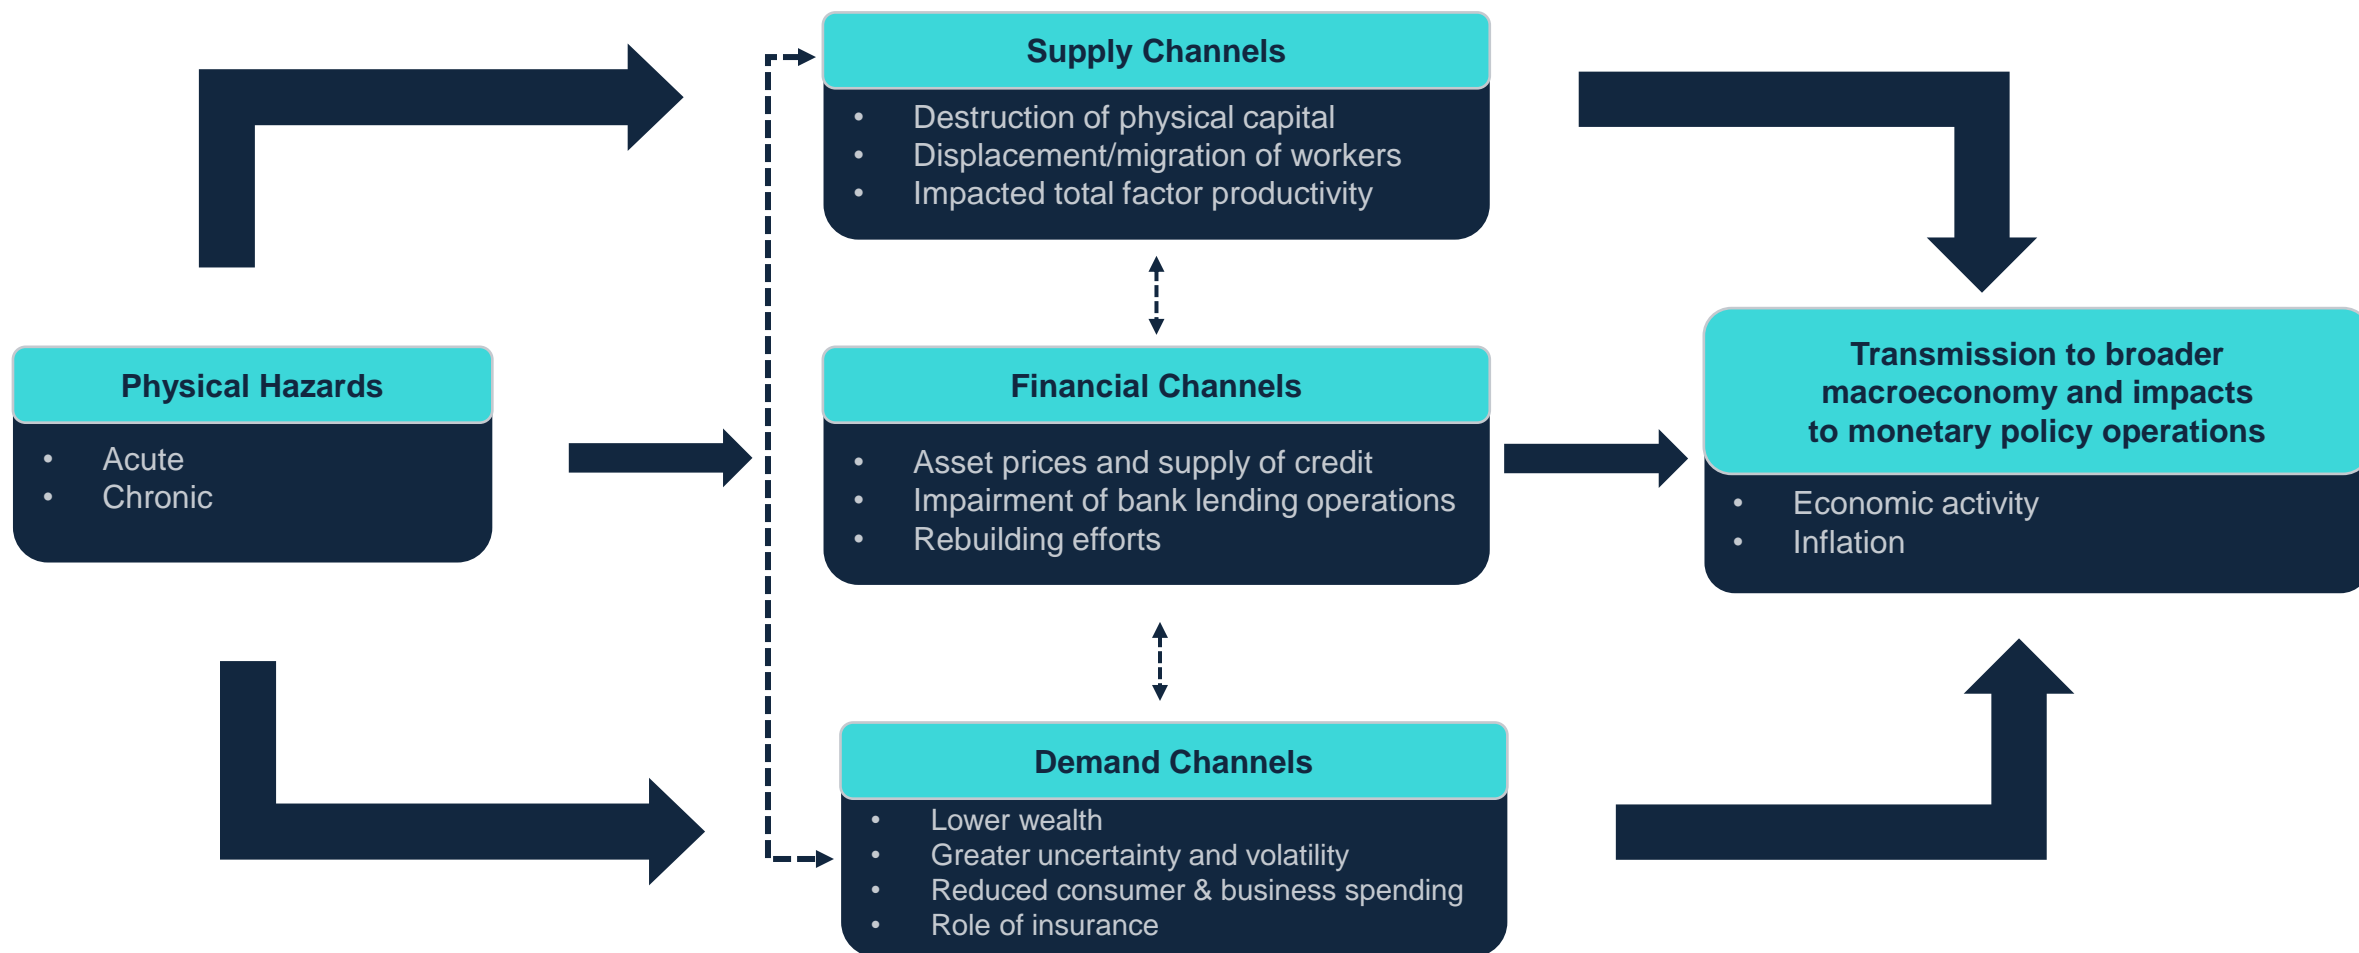 Supply Channels
• Destruction of physical capital
• Displacement/migration of workers
• Impacted total factor productivity
Physical Hazards
• Acute
• Chronic
Financial Channels
• Asset prices and supply of credit
• Impairment of bank lending operations
• Rebuilding efforts
Transmission to broader
macroeconomy and impacts
to monetary policy operations
• Economic activity
• Inflation
Demand Channels
• Lower wealth
• Greater uncertainty and volatility
• Reduced consumer & business spending
• Role of insurance